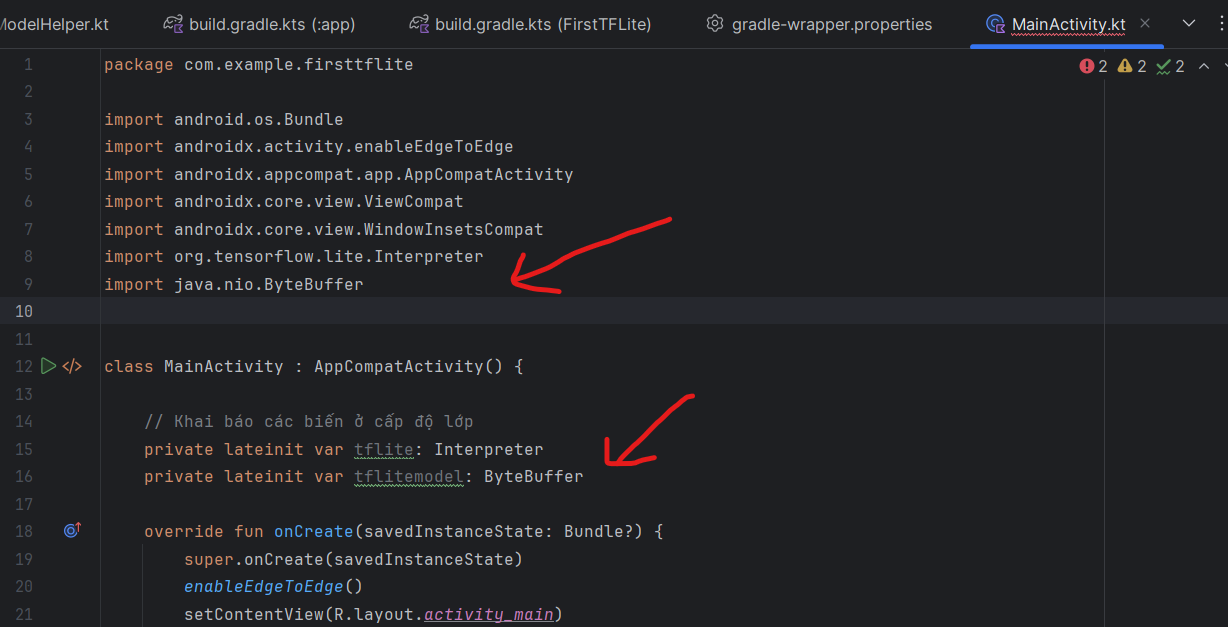 ModelHelper.kt build.gradle.kts (:app) build.gradle.kts (FirstTFLite) gradle-wrapper.properties MainActivity.kt
2 2 2
1 package com.example.firsttflite
2
3 import android.os.Bundle
4 import androidx.activity.enableEdgeToEdge
5 import androidx.appcompat.app.AppCompatActivity
6 import androidx.core.view.ViewCompat
7 import androidx.core.view.WindowInsetsCompat
8 import org.tensorflow.lite.Interpreter
9 import java.nio.ByteBuffer
10
11
12 class MainActivity : AppCompatActivity() {
13
14 // Khai báo các biến ở cấp độ lớp
15 private lateinit var tflite: Interpreter
16 private lateinit var tflitemodel: ByteBuffer
17
18 override fun onCreate(savedInstanceState: Bundle?) {
19 super.onCreate(savedInstanceState)
20 enableEdgeToEdge()
21 setContentView(R.layout.activity_main)